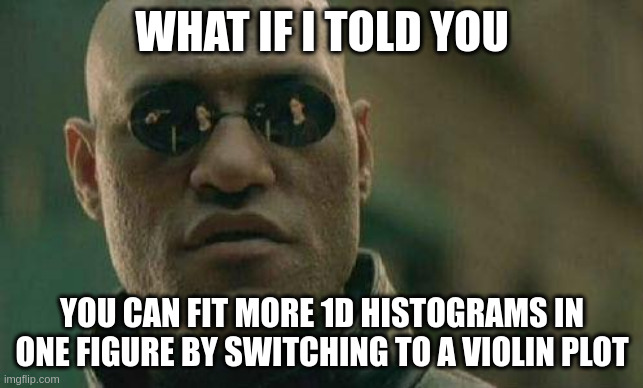 WHAT IF I TOLD YOU
YOU CAN FIT MORE 1D HISTOGRAMS IN
ONE FIGURE BY SWITCHING TO A VIOLIN PLOT
imgflip.com